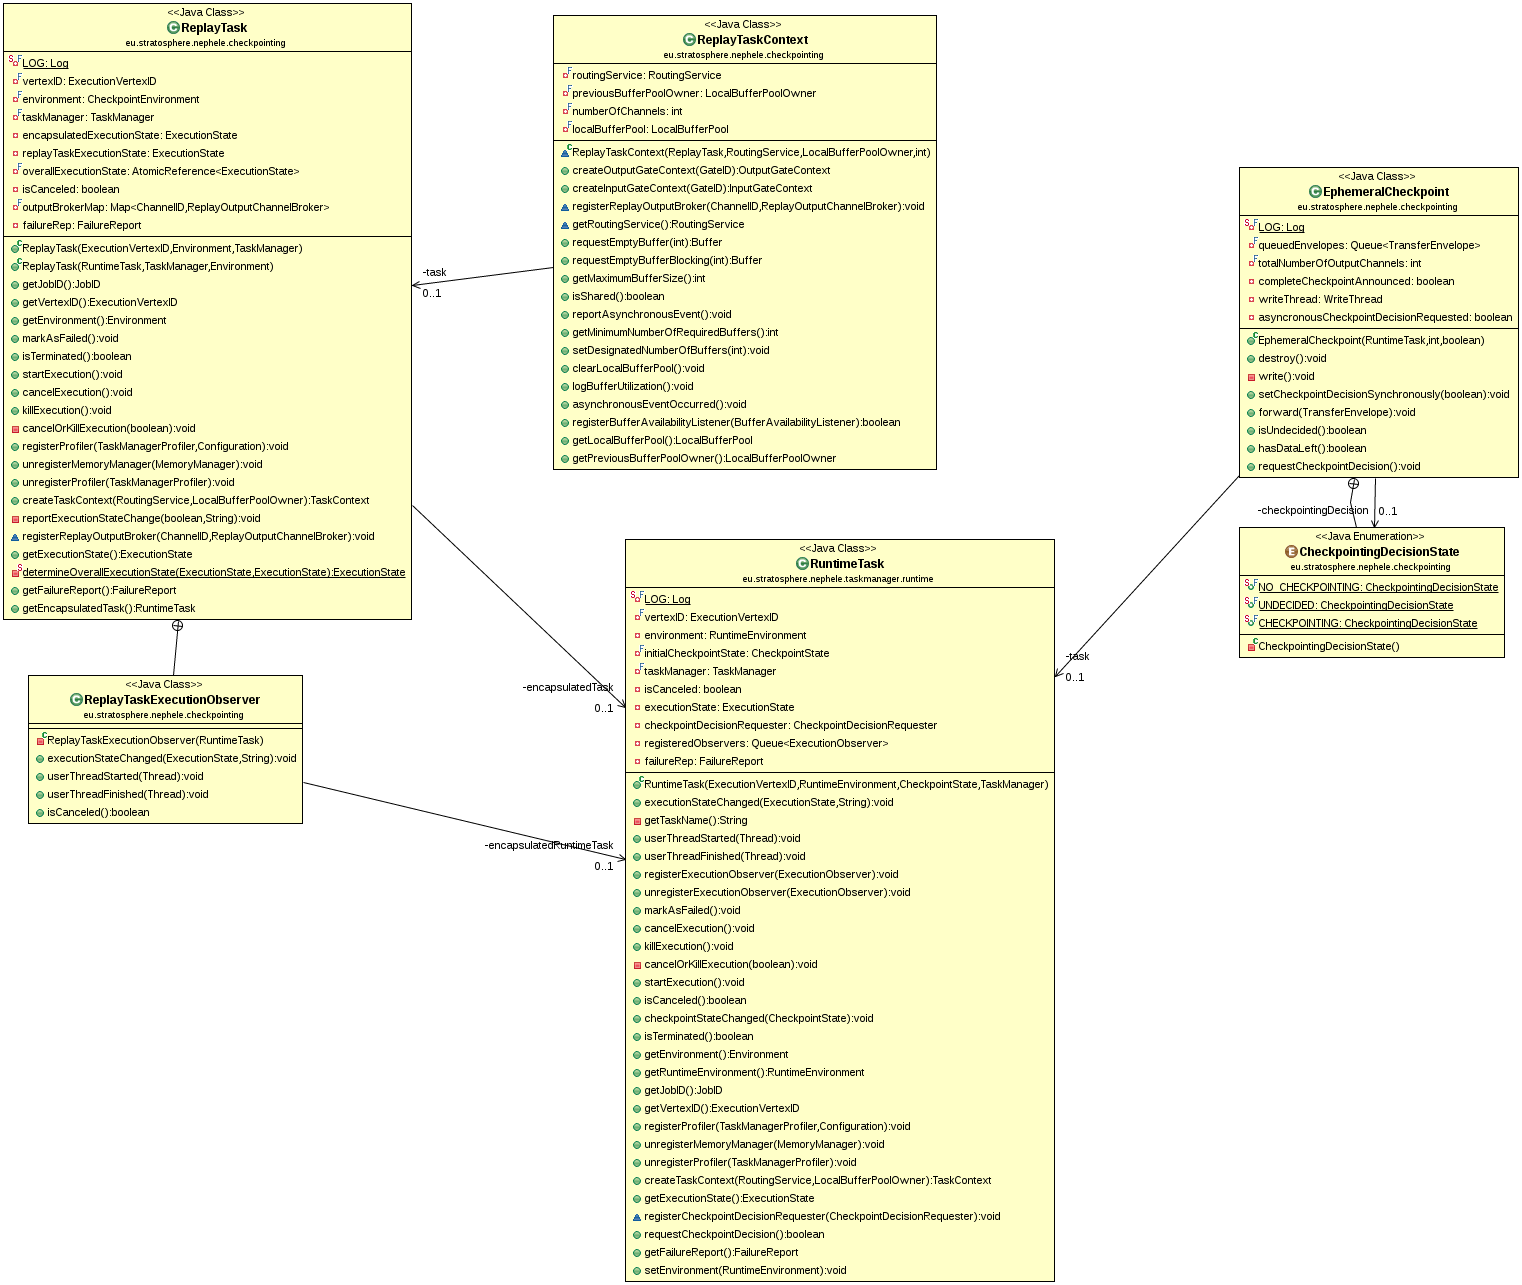 <<Java Class>>
ReplayTask
eu.stratosphere.nephele.checkpointing
LOG: Log
vertexID: ExecutionVertexID
environment: CheckpointEnvironment
taskManager: TaskManager
encapsulatedExecutionState: ExecutionState
replayTaskExecutionState: ExecutionState
overallExecutionState: AtomicReference<ExecutionState>
isCanceled: boolean
outputBrokerMap: Map<ChannelID,ReplayOutputChannelBroker>
failureRep: FailureReport
ReplayTask(ExecutionVertexID,Environment,TaskManager)
ReplayTask(RuntimeTask,TaskManager,Environment)
getJobID():JobID
getVertexID():ExecutionVertexID
getEnvironment():Environment
markAsFailed():void
isTerminated():boolean
startExecution():void
cancelExecution():void
killExecution():void
cancelOrKillExecution(boolean):void
registerProfiler(TaskManagerProfiler,Configuration):void
unregisterMemoryManager(MemoryManager):void
unregisterProfiler(TaskManagerProfiler):void
createTaskContext(RoutingService,LocalBufferPoolOwner):TaskContext
reportExecutionStateChange(boolean,String):void
registerReplayOutputBroker(ChannelID,ReplayOutputChannelBroker):void
getExecutionState():ExecutionState
determineOverallExecutionState(ExecutionState,ExecutionState):ExecutionState
getFailureReport():FailureReport
getEncapsulatedTask():RuntimeTask
<<Java Class>>
ReplayTaskContext
eu.stratosphere.nephele.checkpointing
routingService: RoutingService
previousBufferPoolOwner: LocalBufferPoolOwner
numberOfChannels: int
localBufferPool: LocalBufferPool
ReplayTaskContext(ReplayTask,RoutingService,LocalBufferPoolOwner,int)
createOutputGateContext(GateID):OutputGateContext
createInputGateContext(GateID):InputGateContext
registerReplayOutputBroker(ChannelID,ReplayOutputChannelBroker):void
getRoutingService():RoutingService
requestEmptyBuffer(int):Buffer
requestEmptyBufferBlocking(int):Buffer
getMaximumBufferSize():int
isShared():boolean
reportAsynchronousEvent():void
getMinimumNumberOfRequiredBuffers():int
setDesignatedNumberOfBuffers(int):void
clearLocalBufferPool():void
logBufferUtilization():void
asynchronousEventOccurred():void
registerBufferAvailabilityListener(BufferAvailabilityListener):boolean
getLocalBufferPool():LocalBufferPool
getPreviousBufferPoolOwner():LocalBufferPoolOwner
-task
0..1
<<Java Class>>
EphemeralCheckpoint
eu.stratosphere.nephele.checkpointing
LOG: Log
queuedEnvelopes: Queue<TransferEnvelope>
totalNumberOfOutputChannels: int
completeCheckpointAnnounced: boolean
writeThread: WriteThread
asyncronousCheckpointDecisionRequested: boolean
EphemeralCheckpoint(RuntimeTask,int,boolean)
destroy():void
write():void
setCheckpointDecisionSynchronously(boolean):void
forward(TransferEnvelope):void
isUndecided():boolean
hasDataLeft():boolean
requestCheckpointDecision():void
-checkpointingDecision
0..1
<<Java Enumeration>>
CheckpointingDecisionState
eu.stratosphere.nephele.checkpointing
NO_CHECKPOINTING: CheckpointingDecisionState
UNDECIDED: CheckpointingDecisionState
CHECKPOINTING: CheckpointingDecisionState
CheckpointingDecisionState()
<<Java Class>>
ReplayTaskExecutionObserver
eu.stratosphere.nephele.checkpointing
ReplayTaskExecutionObserver(RuntimeTask)
executionStateChanged(ExecutionState,String):void
userThreadStarted(Thread):void
userThreadFinished(Thread):void
isCanceled():boolean
-encapsulatedTask
0..1
-encapsulatedRuntimeTask
0..1
-task
0..1
<<Java Class>>
RuntimeTask
eu.stratosphere.nephele.taskmanager.runtime
LOG: Log
vertexID: ExecutionVertexID
environment: RuntimeEnvironment
initialCheckpointState: CheckpointState
taskManager: TaskManager
isCanceled: boolean
executionState: ExecutionState
checkpointDecisionRequester: CheckpointDecisionRequester
registeredObservers: Queue<ExecutionObserver>
failureRep: FailureReport
RuntimeTask(ExecutionVertexID,RuntimeEnvironment,CheckpointState,TaskManager)
executionStateChanged(ExecutionState,String):void
getTaskName():String
userThreadStarted(Thread):void
userThreadFinished(Thread):void
registerExecutionObserver(ExecutionObserver):void
unregisterExecutionObserver(ExecutionObserver):void
markAsFailed():void
cancelExecution():void
killExecution():void
cancelOrKillExecution(boolean):void
startExecution():void
isCanceled():boolean
checkpointStateChanged(CheckpointState):void
isTerminated():boolean
getEnvironment():Environment
getRuntimeEnvironment():RuntimeEnvironment
getJobID():JobID
getVertexID():ExecutionVertexID
registerProfiler(TaskManagerProfiler,Configuration):void
unregisterMemoryManager(MemoryManager):void
unregisterProfiler(TaskManagerProfiler):void
createTaskContext(RoutingService,LocalBufferPoolOwner):TaskContext
getExecutionState():ExecutionState
registerCheckpointDecisionRequester(CheckpointDecisionRequester):void
requestCheckpointDecision():boolean
getFailureReport():FailureReport
setEnvironment(RuntimeEnvironment):void